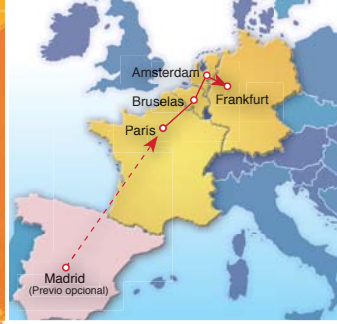 Amsterdam
Bruselas
Frankfurt
Paris
Madrid
(Previo opcional)